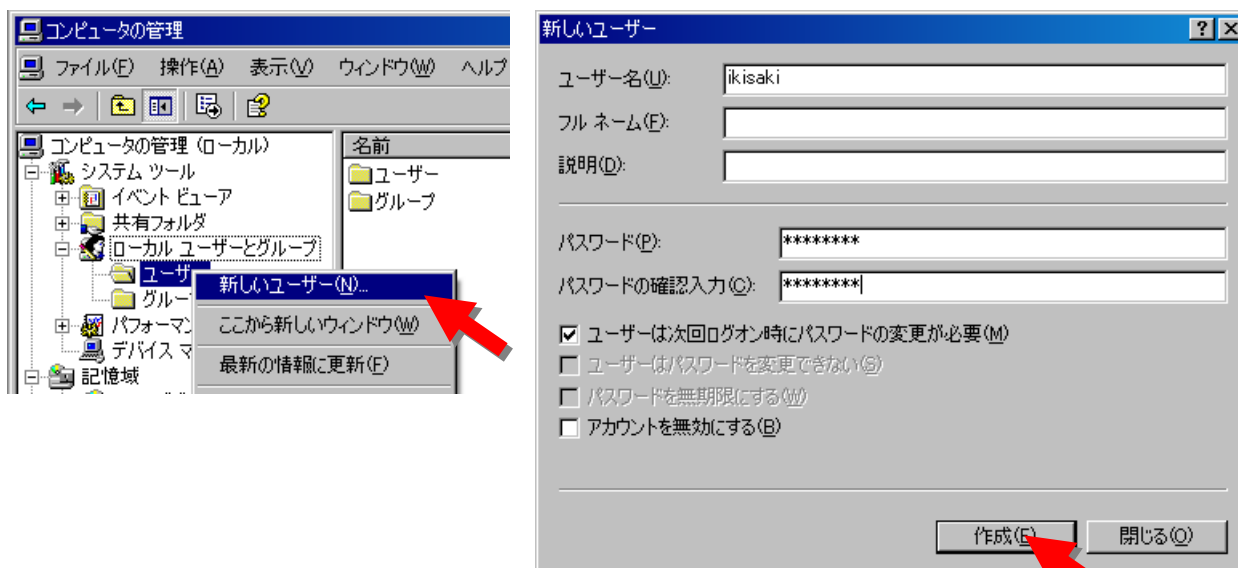 コンピュータの管理
ファイル(F) 操作(A) 表示(V) ウィンドウ(W) ヘルプ
コンピュータの管理 (ローカル)
システム ツール
イベント ビューア
共有フォルダ
ローカル ユーザーとグループ
ユーザ
グルー
パフォーマン
デバイス マ
記憶域
名前
ユーザー
グループ
新しいユーザー(N)...
ここから新しいウィンドウ(W)
最新の情報に更新(F)
新しいユーザー
ユーザー名(U):
ikisaki
フル ネーム(F):
説明(D):
パスワード(P):
********
パスワードの確認入力(C):
********
ユーザーは次回ログオン時にパスワードの変更が必要(M)
ユーザーはパスワードを変更できない(S)
パスワードを無期限にする(W)
アカウントを無効にする(B)
作成(E) 閉じる(O)